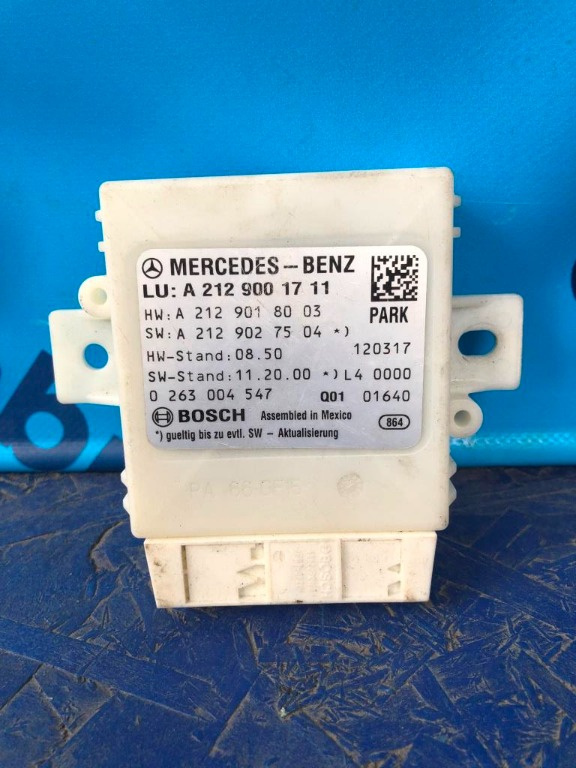 MERCEDES-BENZ
LU: A 212 900 17 11
HW: A 212 901 80 03
PARK
SW: A 212 902 75 04 *)
HW-Stand: 08.50
120317
SW-Stand: 11.20.00 *) L4 0000
0 263 004 547 Q01 01640
BOSCH Assembled in Mexico
864
*) gueltig bis zu evtl. SW - Aktualisierung